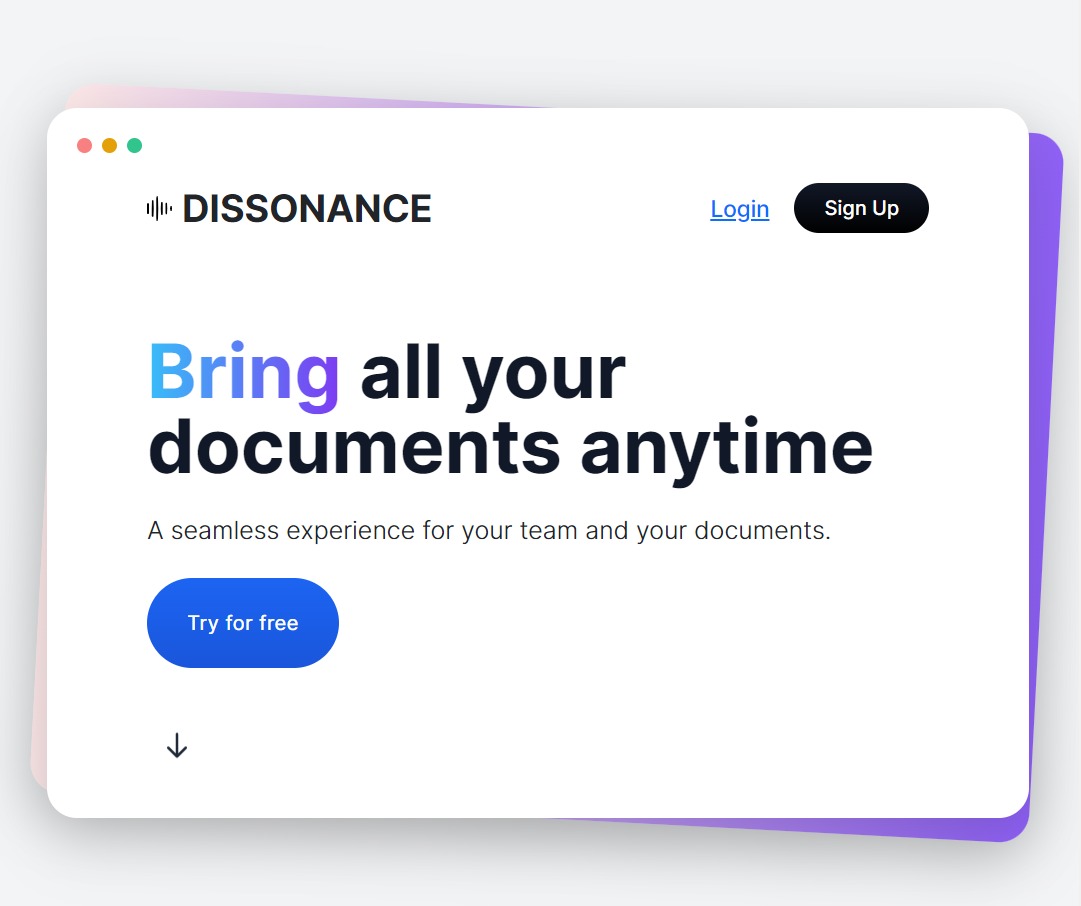 DISSONANCE
Login
Sign Up
Bring all your
documents anytime
A seamless experience for your team and your documents.
Try for free